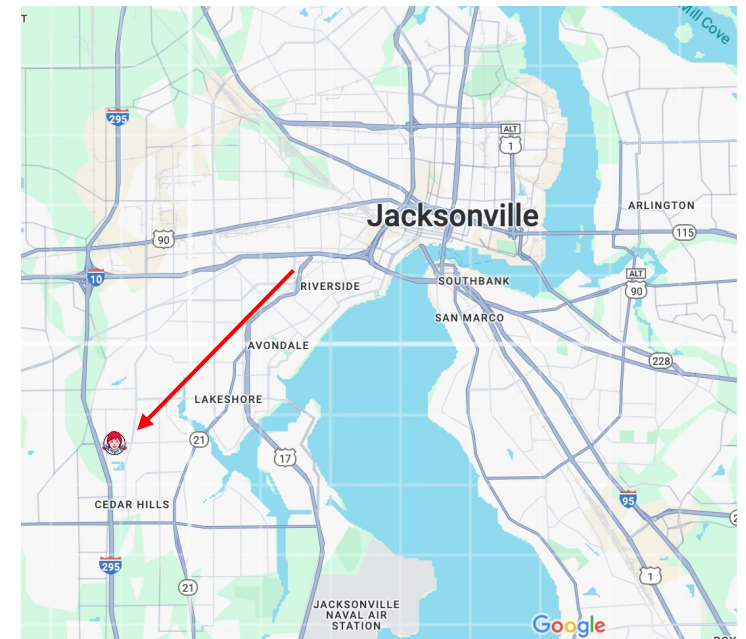 T
Mill Cove
295
ALT
1
ARLINGTON
Jacksonville
90
115
10
RIVERSIDE
SOUTHBANK
ALT
90
SAN MARCO
AVONDALE
228
LAKESHORE
21
17
CEDAR HILLS
95
295
1
21
JACKSONVILLE
NAVAL AIR
STATION
Google